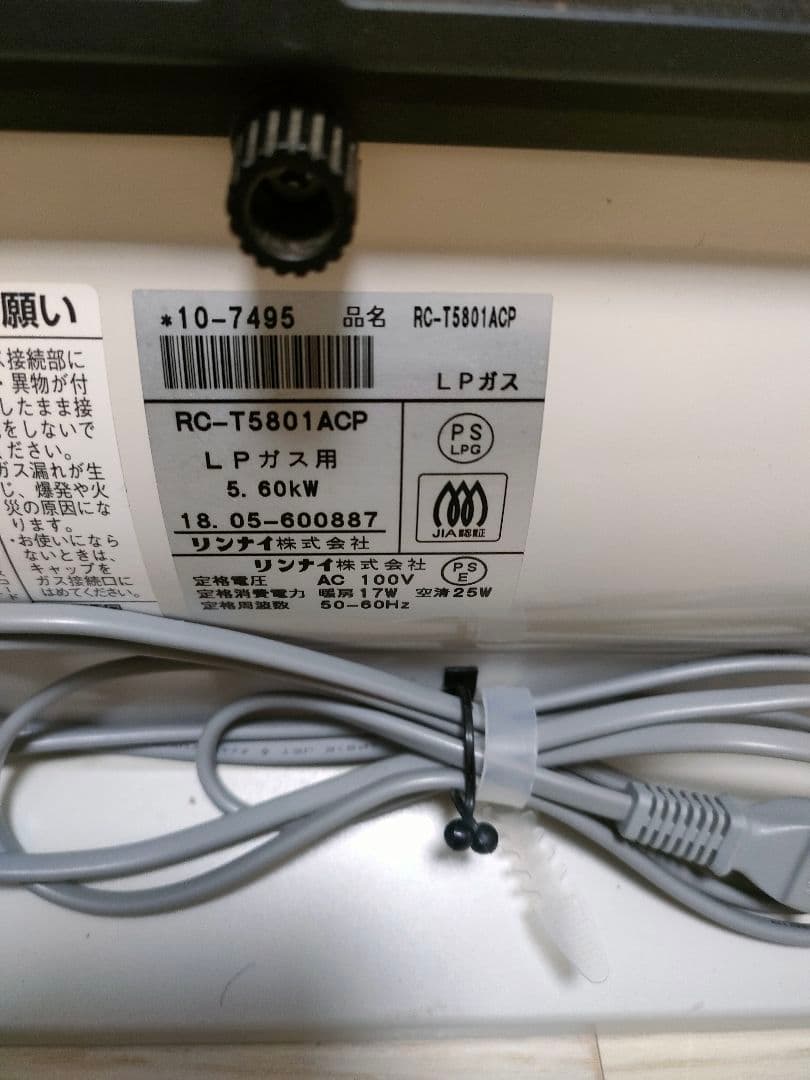 願い
接続部に
・異物が付
したまま接
をしないで
ださい。
ガス漏れが生
じ、爆発や火
災の原因にな
ります。
・お使いになら
ないときは、
キャップを
ガス接続口に
はめてください。
*10-7495 品名 RC-T5801ACP
LPガス
RC-T5801ACP
LPガス用
5.60kW
18.05-600887
リンナイ株式会社
PS
LPG
JIA認証
リンナイ株式会社
PS
E
定格電圧 AC 100V
定格消費電力 暖房17W 空清25W
定格周波数 50-60Hz